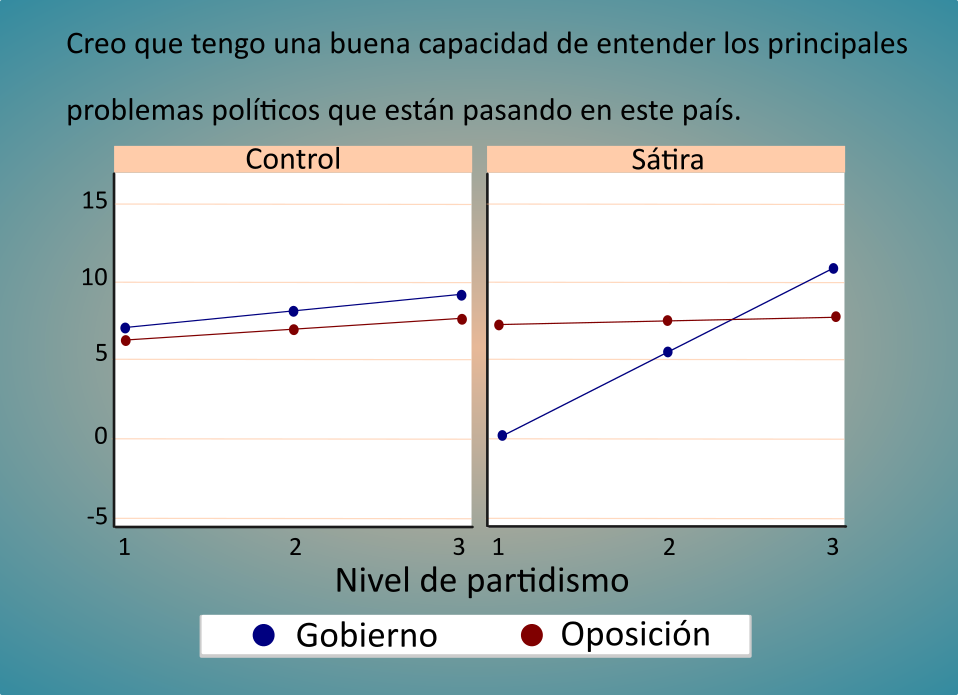 Creo que tengo una buena capacidad de entender los principales
problemas políticos que están pasando en este país.
Control
Sátira
15
10
5
0
-5
1 2 3 1 2 3
Nivel de partidismo
Gobierno Oposición